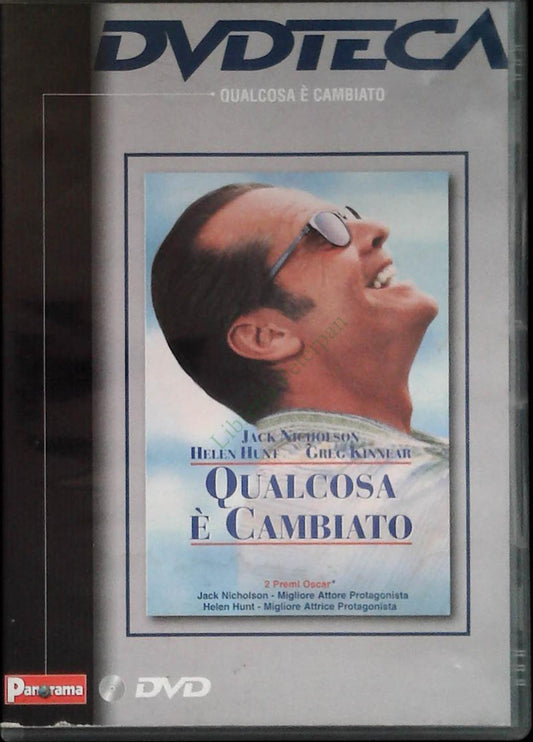 DVDTECA
QUALCOSA È CAMBIATO
JACK NICHOLSON
HELEN HUNT GREG KINNEAR
QUALCOSA
È CAMBIATO
2 Premi Oscar*
Jack Nicholson - Migliore Attore Protagonista
Helen Hunt - Migliore Attrice Protagonista
Panorama
DVD